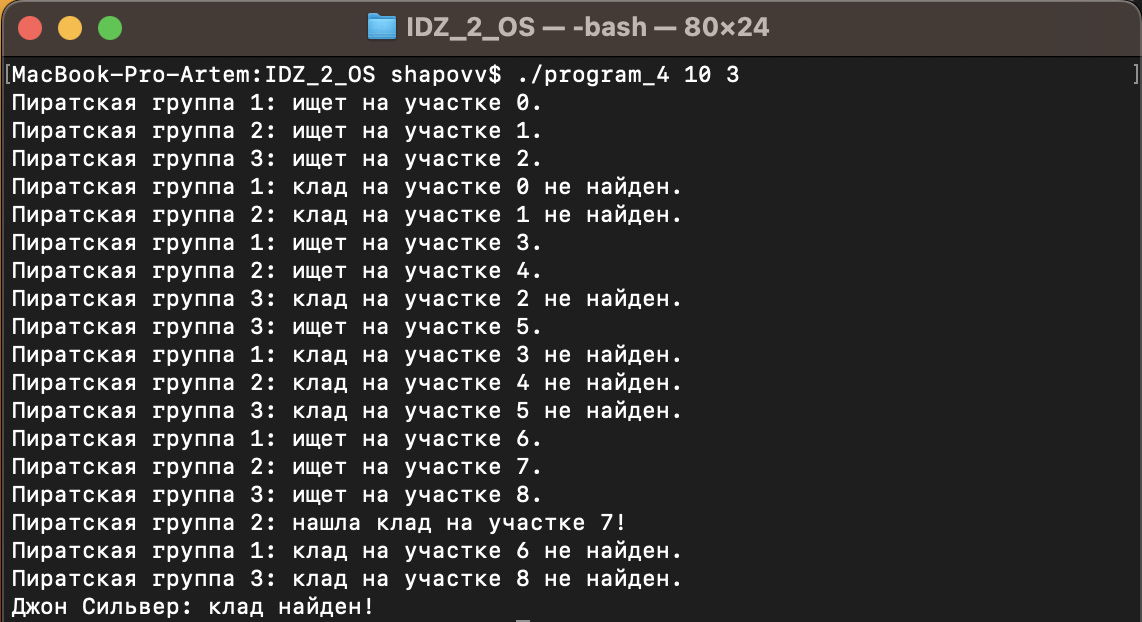 IDZ_2_OS — -bash — 80×24
[MacBook-Pro-Artem:IDZ_2_OS shapovv$ ./program_4 10 3 ]
Пиратская группа 1: ищет на участке 0.
Пиратская группа 2: ищет на участке 1.
Пиратская группа 3: ищет на участке 2.
Пиратская группа 1: клад на участке 0 не найден.
Пиратская группа 2: клад на участке 1 не найден.
Пиратская группа 1: ищет на участке 3.
Пиратская группа 2: ищет на участке 4.
Пиратская группа 3: клад на участке 2 не найден.
Пиратская группа 3: ищет на участке 5.
Пиратская группа 1: клад на участке 3 не найден.
Пиратская группа 2: клад на участке 4 не найден.
Пиратская группа 3: клад на участке 5 не найден.
Пиратская группа 1: ищет на участке 6.
Пиратская группа 2: ищет на участке 7.
Пиратская группа 3: ищет на участке 8.
Пиратская группа 2: нашла клад на участке 7!
Пиратская группа 1: клад на участке 6 не найден.
Пиратская группа 3: клад на участке 8 не найден.
Джон Сильвер: клад найден!